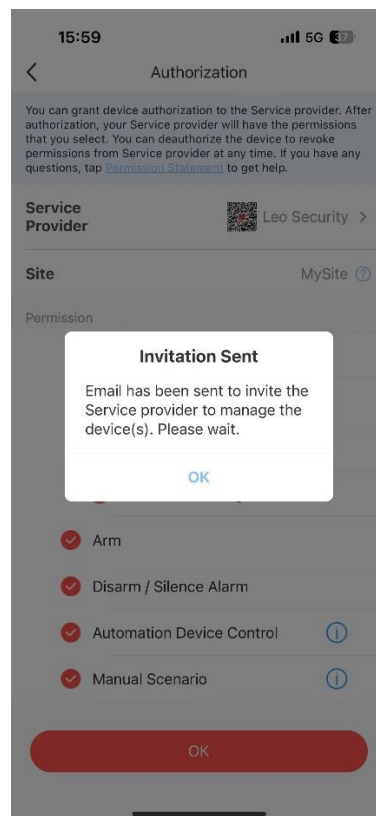 15:59
5G 37
Authorization
You can grant device authorization to the Service provider. After
authorization, your Service provider will have the permissions
that you select. You can deauthorize the device to revoke
permissions from Service provider at any time. If you have any
questions, tap Permission Statement to get help.
Service
Provider
Leo Security >
Site
MySite
Permission
Invitation Sent
Email has been sent to invite the
Service provider to manage the
device(s). Please wait.
OK
Arm
Disarm / Silence Alarm
Automation Device Control
Manual Scenario
OK